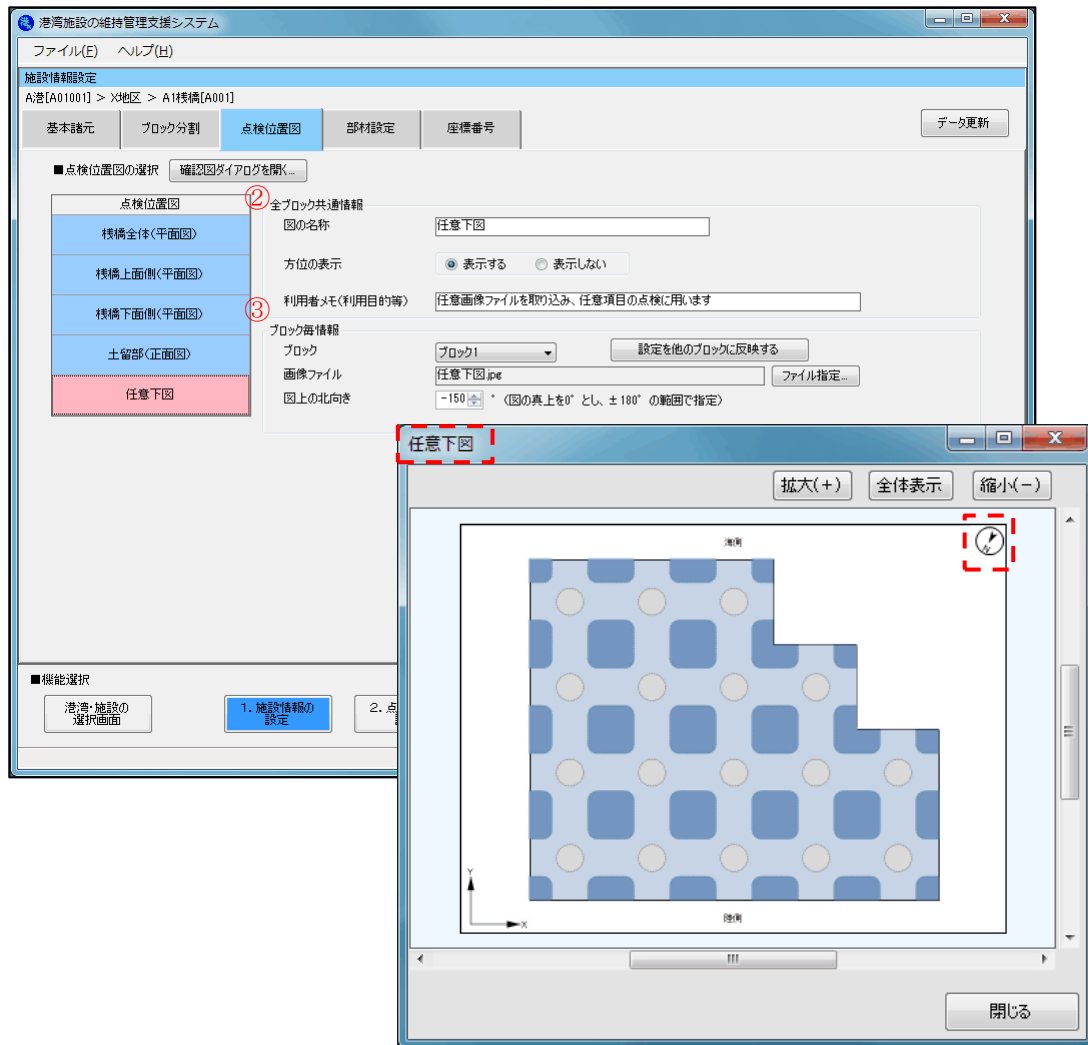 港湾施設の維持管理支援システム
ファイル(F) ヘルプ(H)
施設情報設定
A港[A01001] > X地区 > A1桟橋[A001]
基本諸元 ブロック分割 点検位置図 部材設定 座標番号 データ更新
■点検位置図の選択 確認図ダイアログを開く...
点検位置図
桟橋全体(平面図)
桟橋上面側(平面図)
桟橋下面側(平面図)
土留部(正面図)
任意下図
② 全ブロック共通情報
図の名称 任意下図
方位の表示 表示する 表示しない
利用者メモ(利用目的等) 任意画像ファイルを取り込み、任意項目の点検に用います
③
ブロック毎情報
ブロック ブロック1 設定を他のブロックに反映する
画像ファイル 任意下図.jpg ファイル指定...
図上の北向き -150 ° (図の真上を0° とし、±180° の範囲で指定)
■機能選択
港湾・施設の
選択画面
1.施設情報の
設定
2.点
任意下図
拡大(+) 全体表示 縮小(-)
海側
N
Y
X
陸側
閉じる